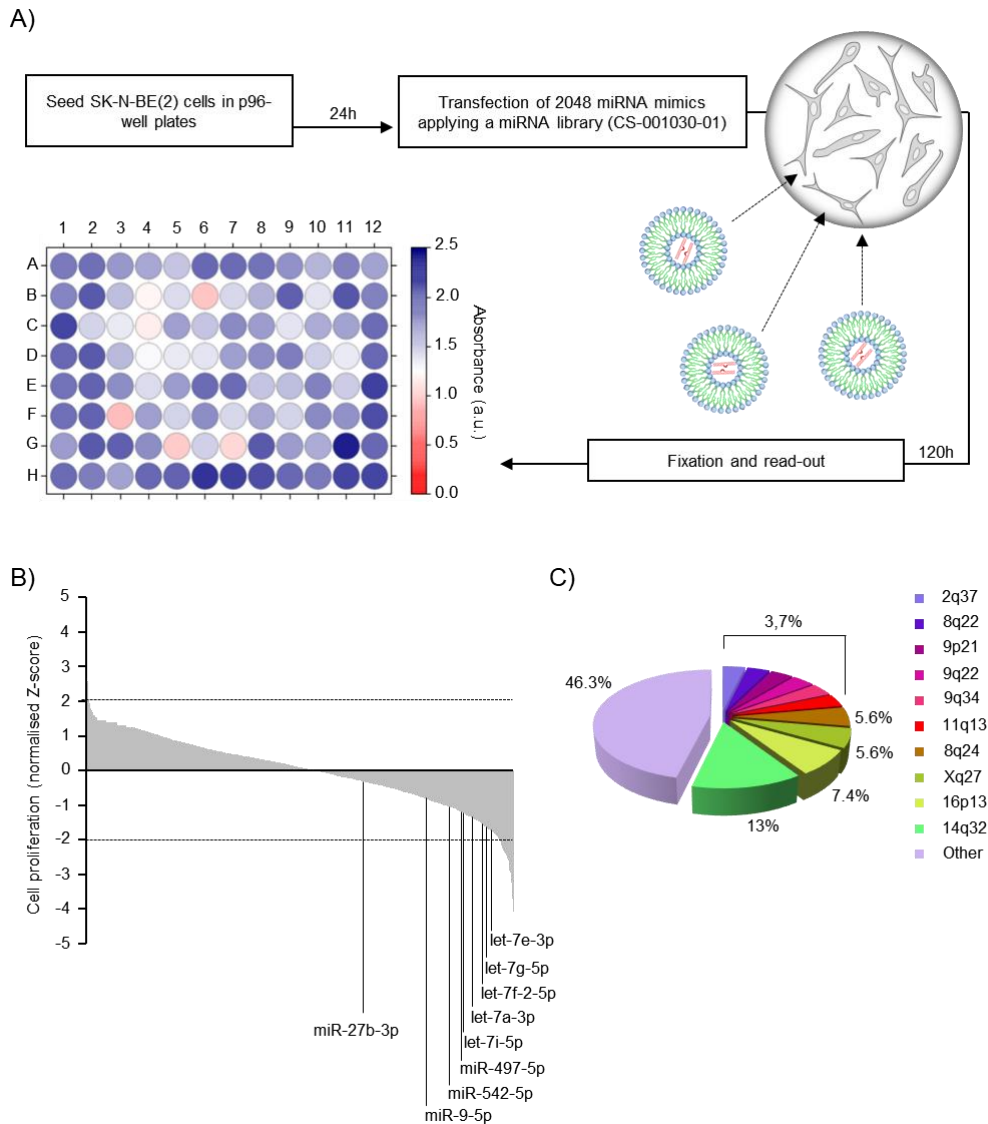 A)
Seed SK-N-BE(2) cells in p96-
well plates
24h
Transfection of 2048 miRNA mimics
applying a miRNA library (CS-001030-01)
1 2 3 4 5 6 7 8 9 10 11 12
A
B
C
D
E
F
G
H
2.5
2.0
1.5
1.0
0.5
0.0
Absorbance (a.u.)
Fixation and read-out
120h
B)
5
4
3
2
1
0
-1
-2
-3
-4
-5
Cell proliferation (normalised Z-score)
let-7e-3p
let-7g-5p
let-7f-2-5p
let-7a-3p
let-7i-5p
miR-497-5p
miR-542-5p
miR-9-5p
miR-27b-3p
C)
3,7%
46.3%
5.6%
5.6%
7.4%
13%
2q37
8q22
9p21
9q22
9q34
11q13
8q24
Xq27
16p13
14q32
Other